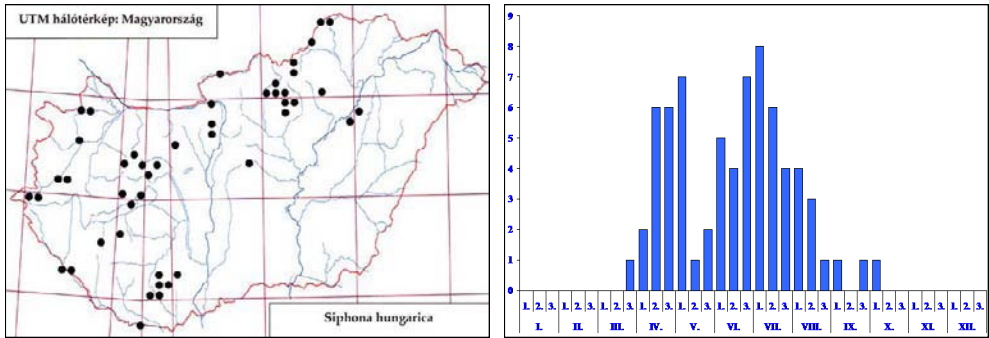 UTM hálótérkép: Magyarország
Siphona hungarica
9
8
7
6
5
4
3
2
1
0
1. 2. 3. 1. 2. 3. 1. 2. 3. 1. 2. 3. 1. 2. 3. 1. 2. 3. 1. 2. 3. 1. 2. 3. 1. 2. 3. 1. 2. 3. 1. 2. 3. 1. 2. 3.
I. II. III. IV. V. VI. VII. VIII. IX. X. XI. XII.